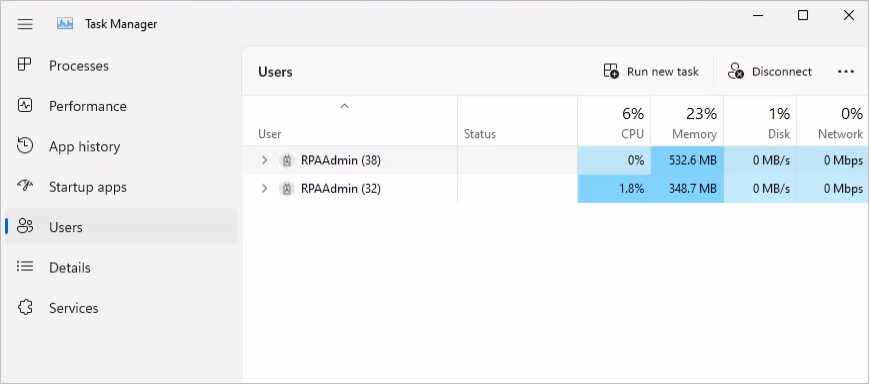 Task Manager
Processes
Performance
App history
Startup apps
Users
Details
Services
Users
Run new task
Disconnect
6% 23% 1% 0%
User Status CPU Memory Disk Network
RPAAdmin (38) 0% 532.6 MB 0 MB/s 0 Mbps
RPAAdmin (32) 1.8% 348.7 MB 0 MB/s 0 Mbps